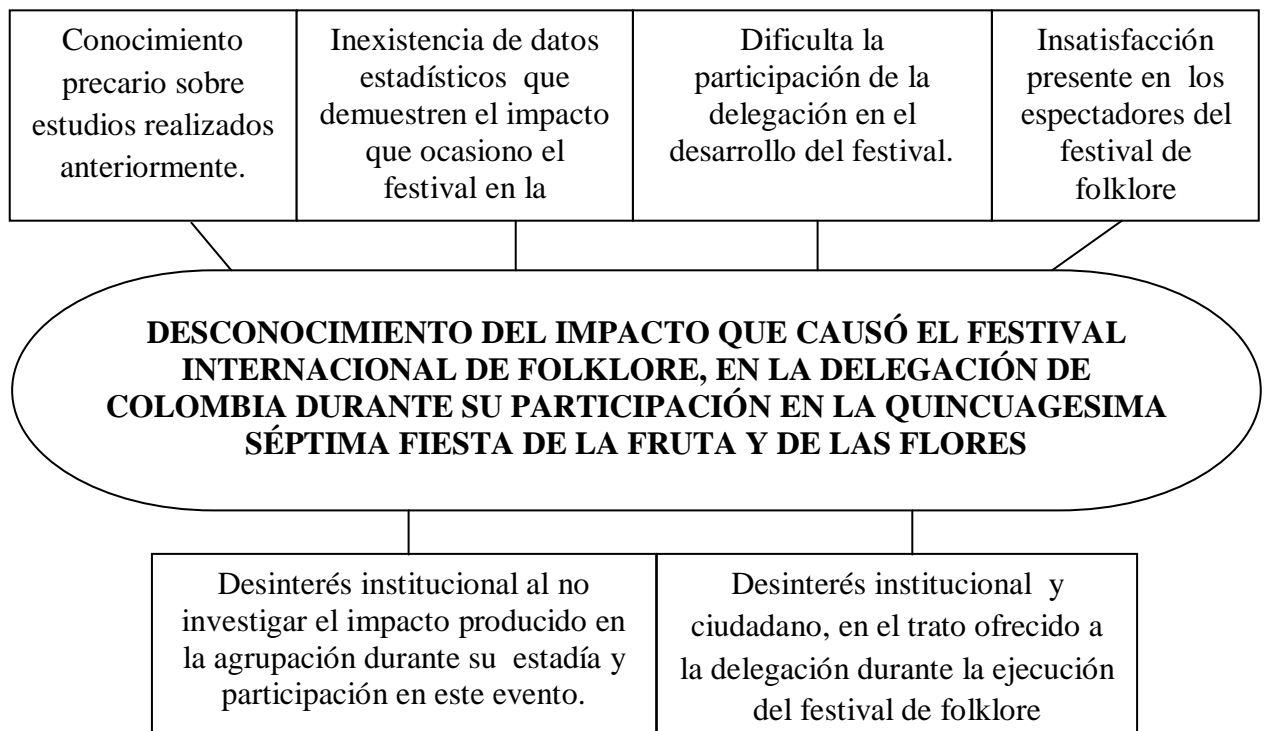 Conocimiento
precario sobre
estudios realizados
anteriormente.
Inexistencia de datos
estadísticos que
demuestren el impacto
que ocasiono el
festival en la
Dificulta la
participación de la
delegación en el
desarrollo del festival.
Insatisfacción
presente en los
espectadores del
festival de
folklore
DESCONOCIMIENTO DEL IMPACTO QUE CAUSÓ EL FESTIVAL
INTERNACIONAL DE FOLKLORE, EN LA DELEGACIÓN DE
COLOMBIA DURANTE SU PARTICIPACIÓN EN LA QUINCUAGESIMA
SÉPTIMA FIESTA DE LA FRUTA Y DE LAS FLORES
Desinterés institucional al no
investigar el impacto producido en
la agrupación durante su estadía y
participación en este evento.
Desinterés institucional y
ciudadano, en el trato ofrecido a
la delegación durante la ejecución
del festival de folklore